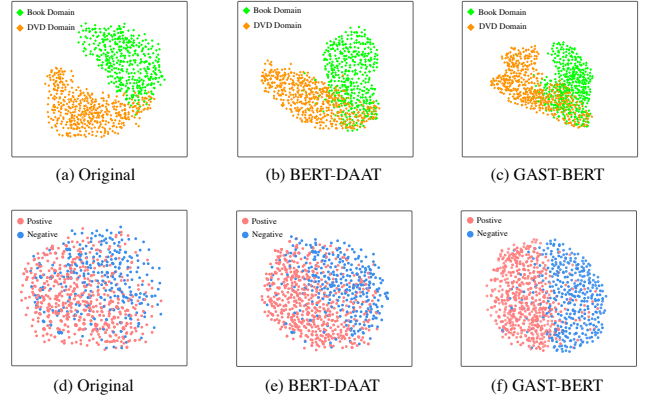 Book Domain
DVD Domain
Book Domain
DVD Domain
Book Domain
DVD Domain
(a) Original
(b) BERT-DAAT
(c) GAST-BERT
Postive
Negative
Postive
Negative
Postive
Negative
(d) Original
(e) BERT-DAAT
(f) GAST-BERT